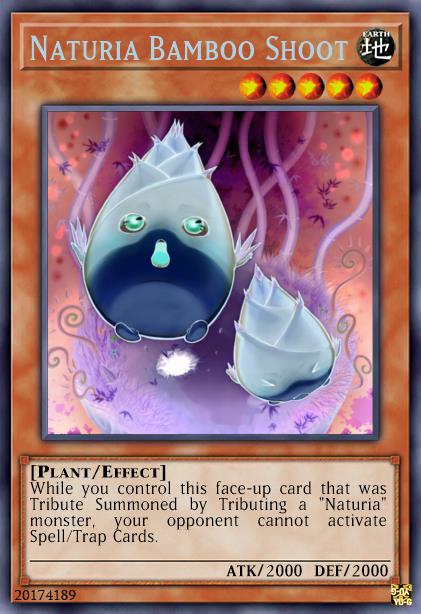 NATURIA BAMBOO SHOOT
EARTH
地
[PLANT/EFFECT]
While you control this face-up card that was
Tribute Summoned by Tributing a "Naturia"
monster, your opponent cannot activate
Spell/Trap Cards.
ATK/2000 DEF/2000
20174189